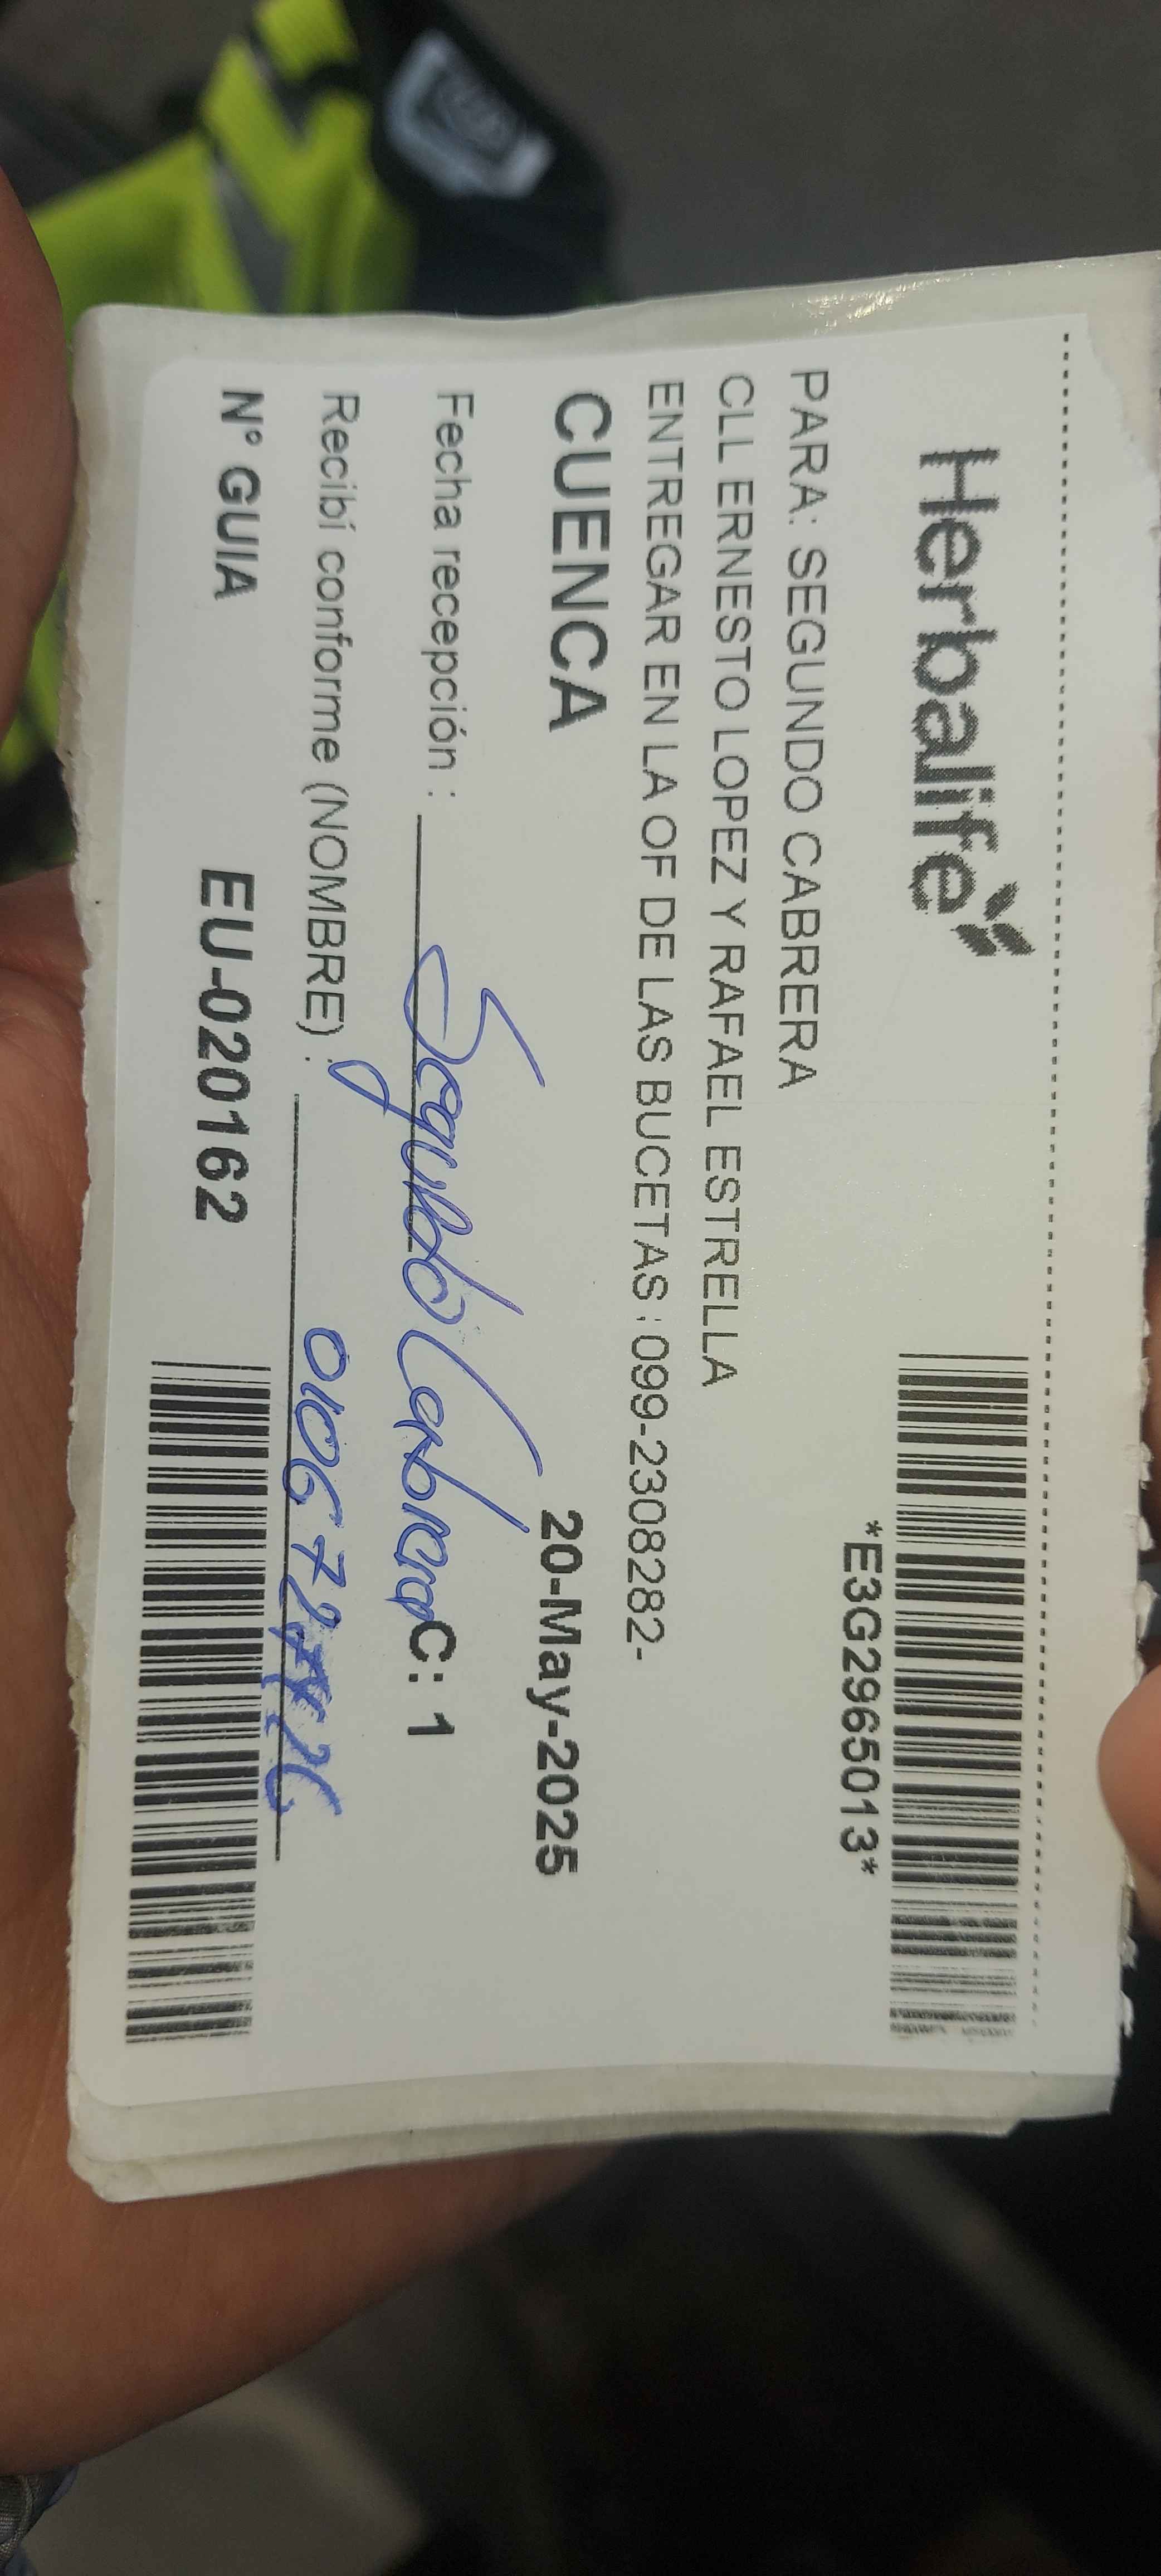 Herbalife
*E3G2965013*
PARA: SEGUNDO CABRERA
CLL ERNESTO LOPEZ Y RAFAEL ESTRELLA
ENTREGAR EN LA OF DE LAS BUCETAS : 099-2308282-
CUENCA
20-May-2025
Fecha recepción :
Segundo Cabrera
C: 1
Recibí conforme (NOMBRE) :
N° GUIA
EU-020162